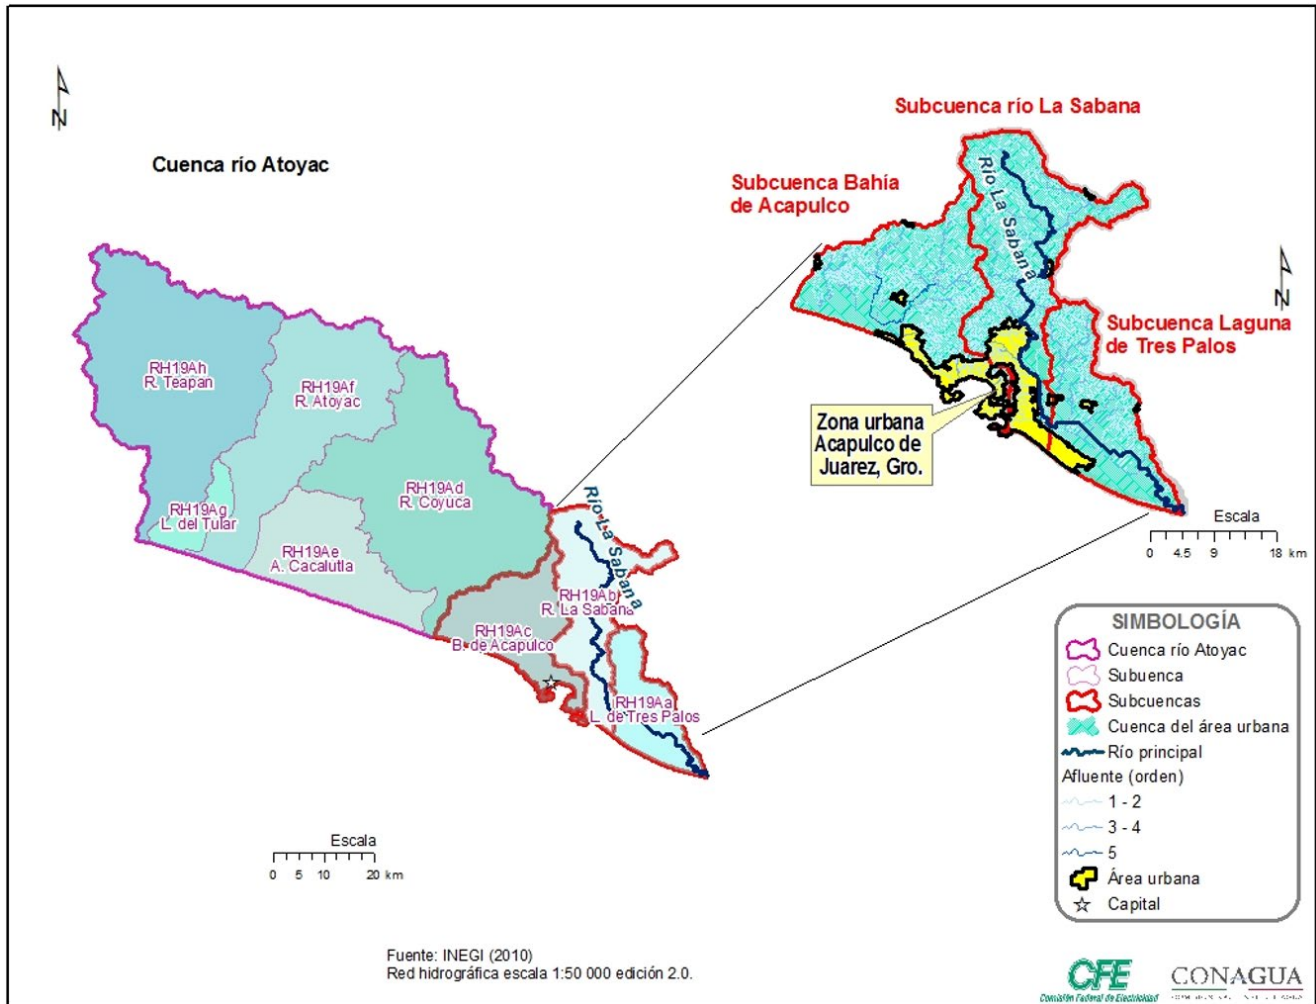 N
Cuenca río Atoyac
RH19Ah
R. Teapan
RH19Af
R. Atoyac
RH19Ad
R. Coyuca
RH19Ag
L. del Tular
RH19Ae
A. Cacalutla
RH19Ac
B. de Acapulco
RH19Ab
R. La Sabana
RH19Aa
L. de Tres Palos
Río La Sabana
Escala
0 5 10 20 km
Subcuenca río La Sabana
Subcuenca Bahía
de Acapulco
Río La Sabana
N
Subcuenca Laguna
de Tres Palos
Zona urbana
Acapulco de
Juarez, Gro.
Escala
0 4.5 9 18 km
SIMBOLOGÍA
Cuenca río Atoyac
Subuenca
Subcuencas
Cuenca del área urbana
Río principal
Afluente (orden)
1 - 2
3 - 4
5
Área urbana
Capital
Fuente: INEGI (2010)
Red hidrográfica escala 1:50 000 edición 2.0.
CFE
Comisión Federal de Electricidad
CONAGUA